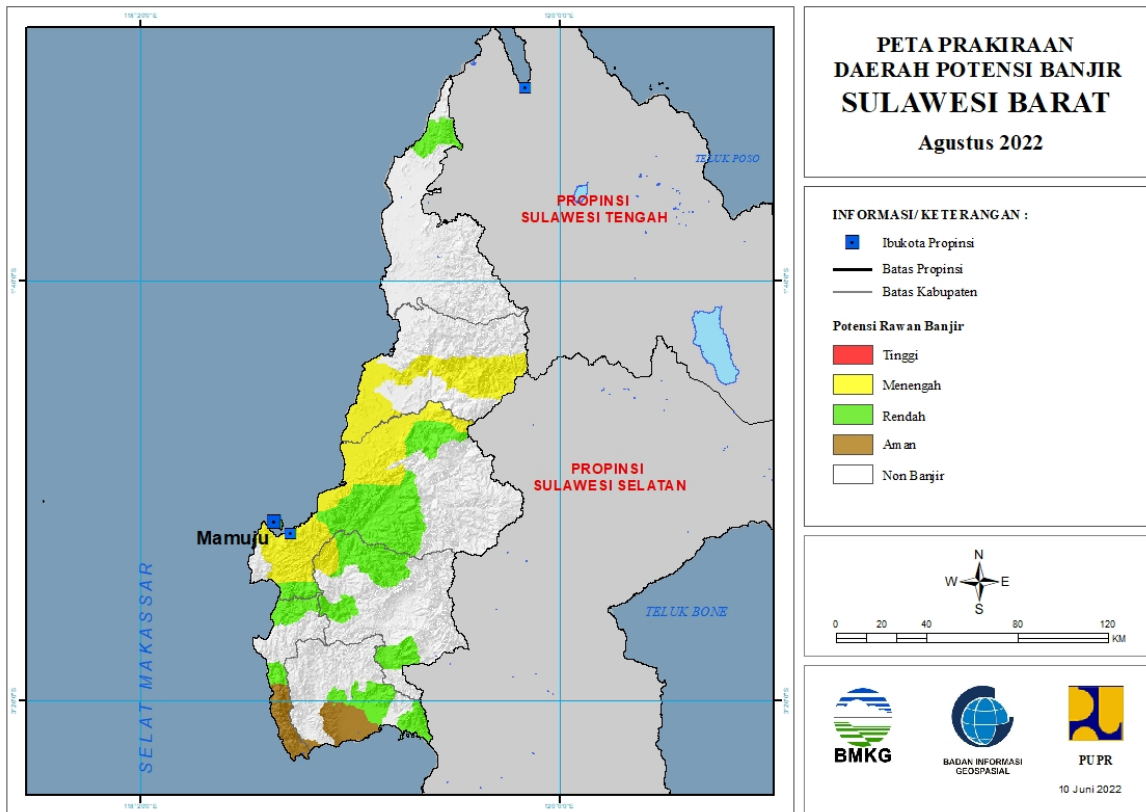 PETA PRAKIRAAN
DAERAH POTENSI BANJIR
SULAWESI BARAT
Agustus 2022
INFORMASI/ KETERANGAN :
Ibukota Propinsi
Batas Propinsi
Batas Kabupaten
Potensi Rawan Banjir
Tinggi
Menengah
Rendah
Aman
Non Banjir
N
W E
S
0 20 40 80 120
KM
BMKG
BADAN INFORMASI
GEOSPASIAL
PUPR
10 Juni 2022
TELUK POSO
PROPINSI
SULAWESI TENGAH
PROPINSI
SULAWESI SELATAN
Mamuju
TELUK BONE
SELAT MAKASSAR